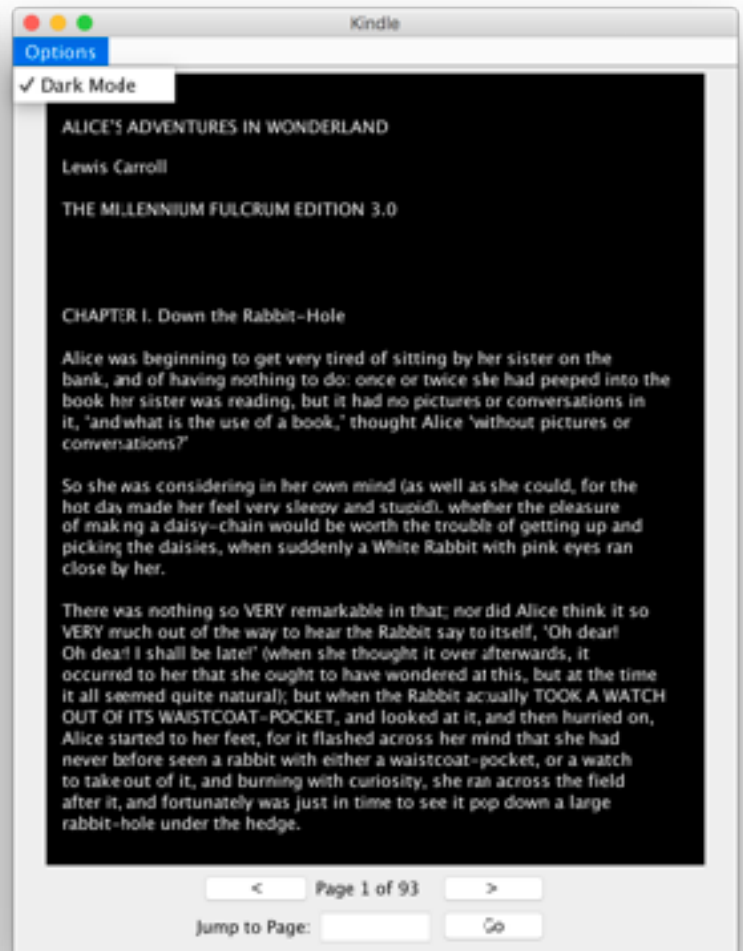 Kindle
Options
✓ Dark Mode
ALICE'S ADVENTURES IN WONDERLAND
Lewis Carroll
THE MILLENNIUM FULCRUM EDITION 3.0
CHAPTER I. Down the Rabbit-Hole
Alice was beginning to get very tired of sitting by her sister on the
bank, and of having nothing to do: once or twice she had peeped into the
book her sister was reading, but it had no pictures or conversations in
it, 'and what is the use of a book,' thought Alice 'without pictures or
conversations?'
So she was considering in her own mind (as well as she could, for the
hot day made her feel very sleepy and stupid), whether the pleasure
of making a daisy-chain would be worth the trouble of getting up and
picking the daisies, when suddenly a White Rabbit with pink eyes ran
close by her.
There was nothing so VERY remarkable in that; nor did Alice think it so
VERY much out of the way to hear the Rabbit say to itself, 'Oh dear!
Oh dear! I shall be late!' (when she thought it over afterwards, it
occurred to her that she ought to have wondered at this, but at the time
it all seemed quite natural); but when the Rabbit actually TOOK A WATCH
OUT OF ITS WAISTCOAT-POCKET, and looked at it, and then hurried on,
Alice started to her feet, for it flashed across her mind that she had
never before seen a rabbit with either a waistcoat-pocket, or a watch
to take out of it, and burning with curiosity, she ran across the field
after it, and fortunately was just in time to see it pop down a large
rabbit-hole under the hedge.
< Page 1 of 93 >
Jump to Page: Go